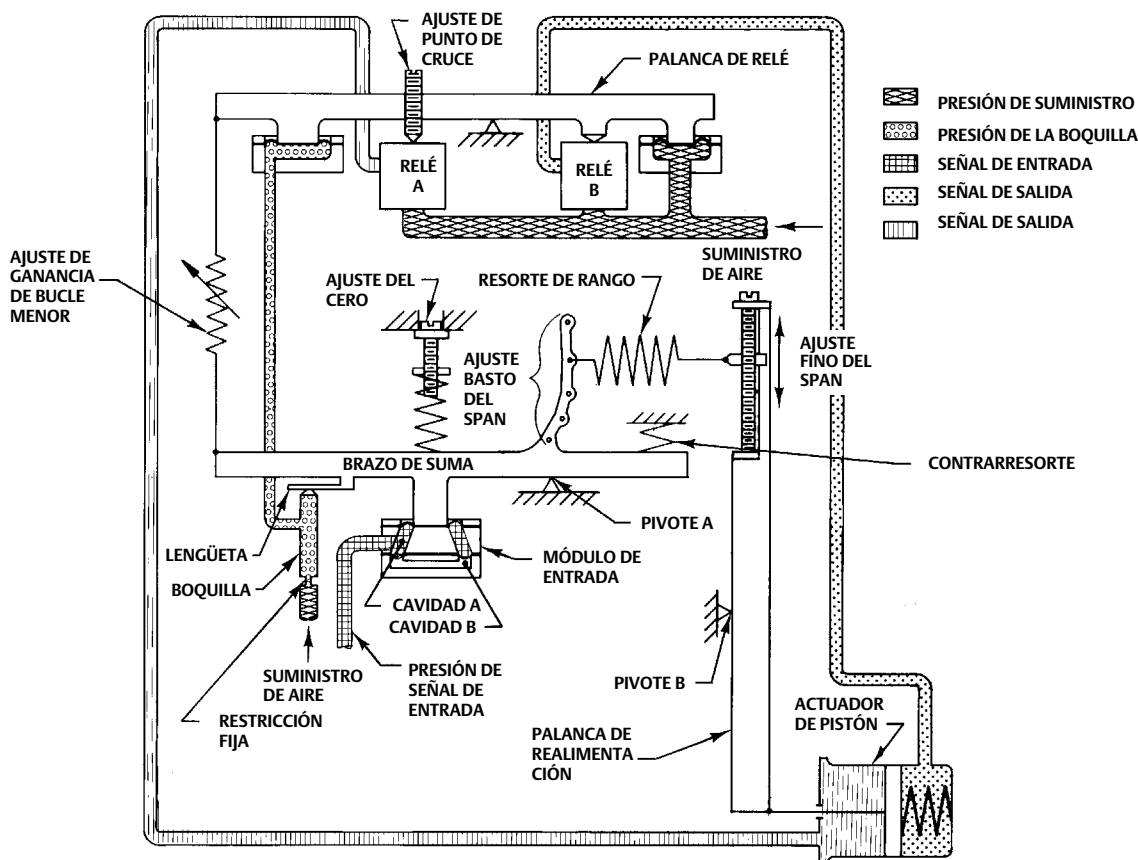 AJUSTE DE
PUNTO DE
CRUCE
PALANCA DE RELÉ
PRESIÓN DE SUMINISTRO
PRESIÓN DE LA BOQUILLA
SEÑAL DE ENTRADA
SEÑAL DE SALIDA
SEÑAL DE SALIDA
RELÉ
A
RELÉ
B
SUMINISTRO
DE AIRE
AJUSTE DE
GANANCIA
DE BUCLE
MENOR
AJUSTE DEL
CERO
RESORTE DE RANGO
AJUSTE
BASTO
DEL
SPAN
AJUSTE
FINO DEL
SPAN
BRAZO DE SUMA
CONTRARRESORTE
PIVOTE A
LENGÜETA
BOQUILLA
MÓDULO DE
ENTRADA
CAVIDAD A
CAVIDAD B
SUMINISTRO
DE AIRE
RESTRICCIÓN
FIJA
PRESIÓN DE
SEÑAL DE
ENTRADA
PIVOTE B
PALANCA DE
REALIMENTA
CIÓN
ACTUADOR
DE PISTÓN